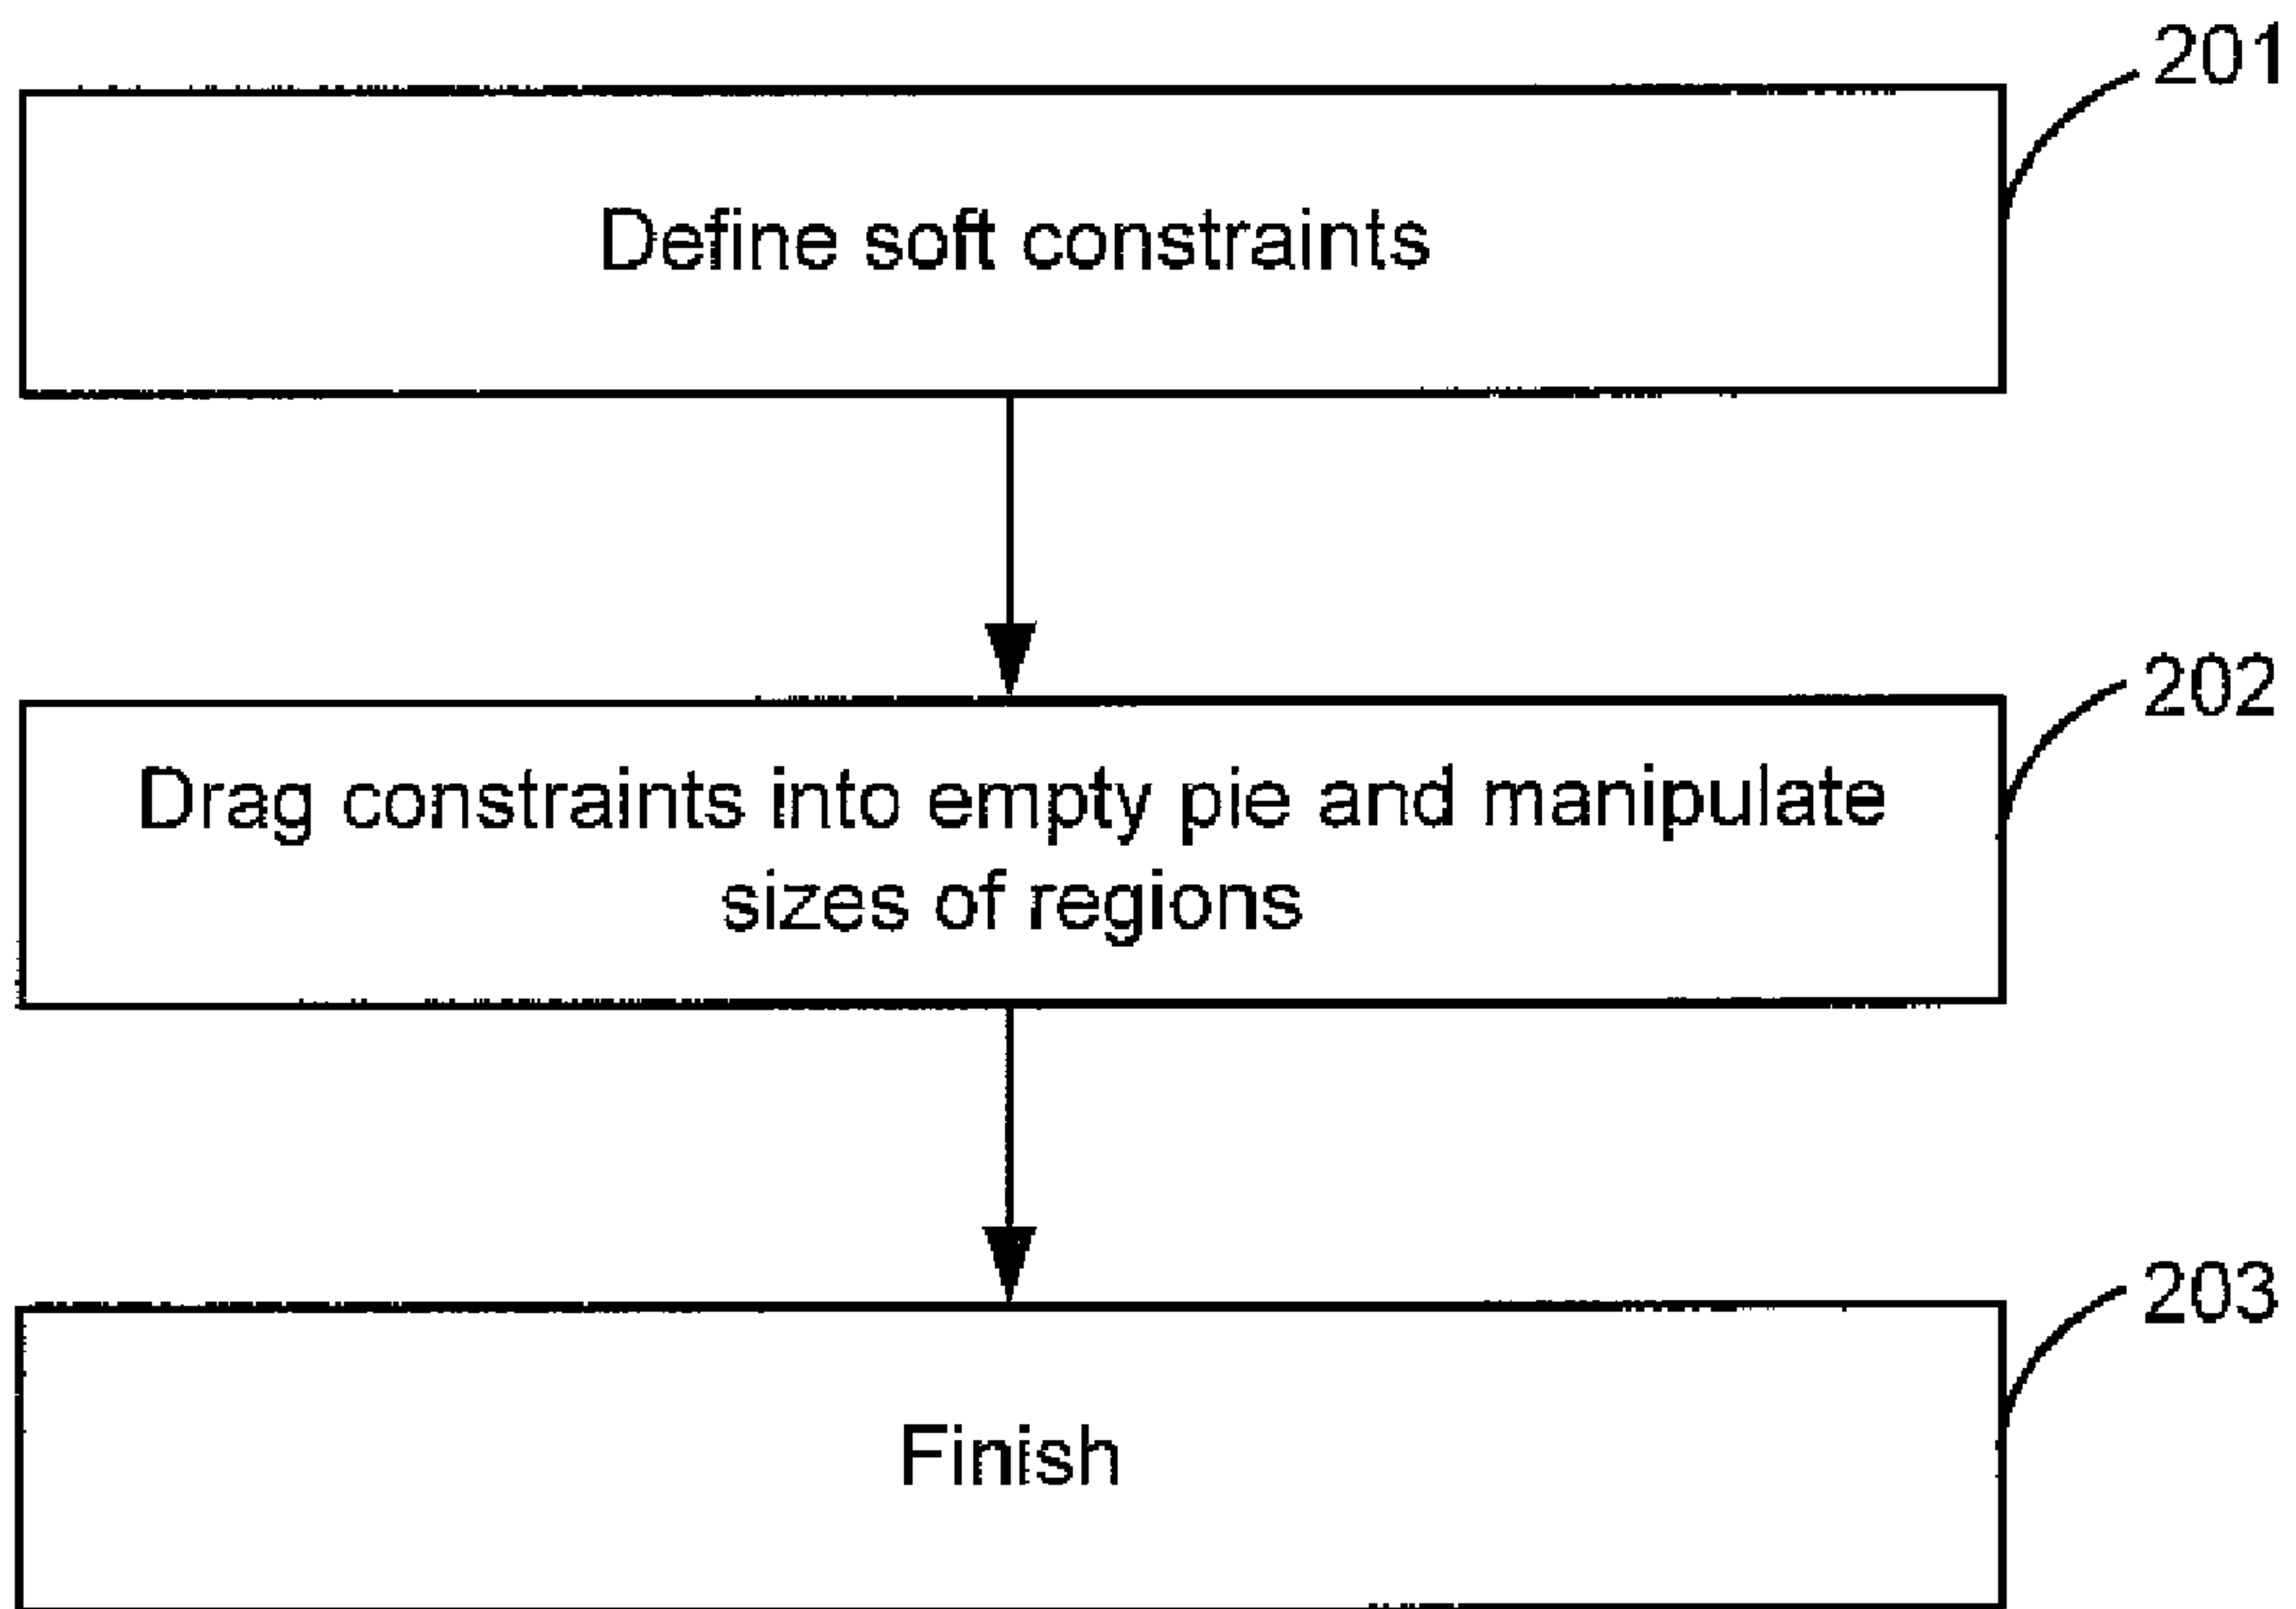 201
Define soft constraints
202
Drag constraints into empty pie and manipulate
sizes of regions
203
Finish